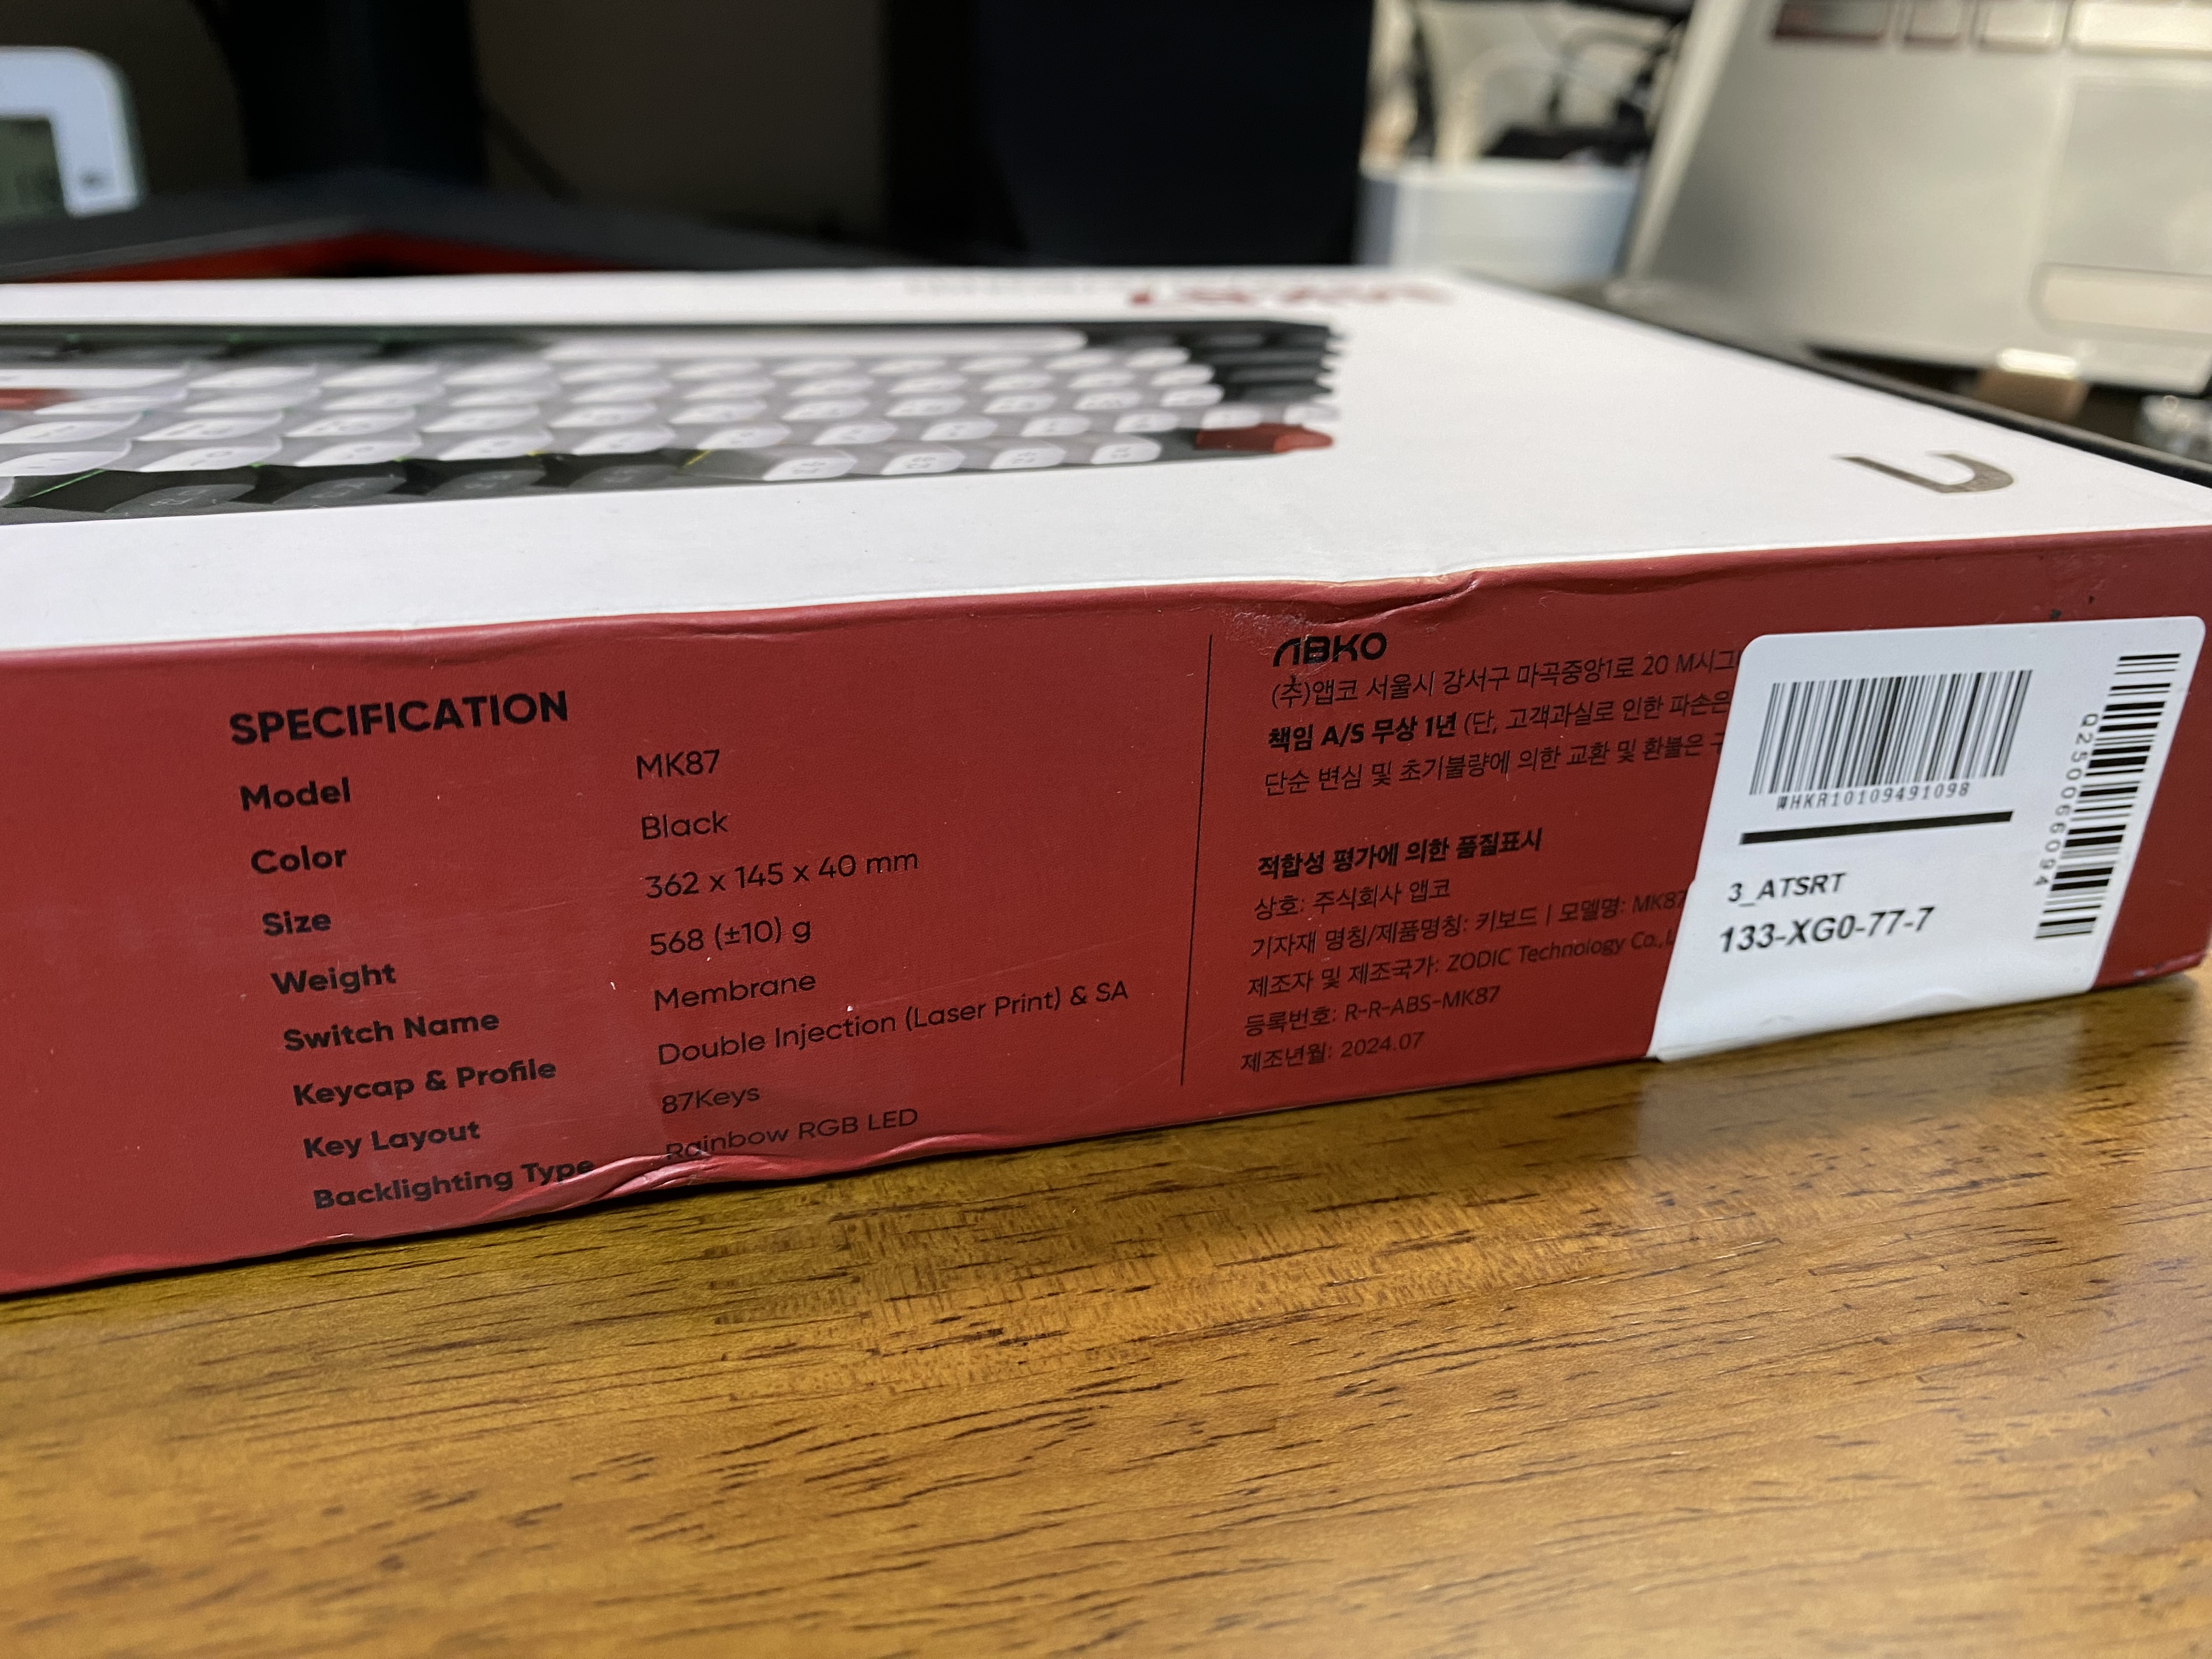 SPECIFICATION
Model MK87
Color Black
Size 362 x 145 x 40 mm
Weight 568 (±10) g
Switch Name Membrane
Keycap & Profile Double Injection (Laser Print) & SA
Key Layout 87Keys
Backlighting Type Rainbow RGB LED
ABKO
(주)앱코 서울시 강서구 마곡중앙1로 20
책임 A/S 무상 1년 (단, 고객과실로 인한 파손은
단순 변심 및 초기불량에 의한 교환 및 환불은
적합성 평가에 의한 품질표시
상호: 주식회사 앱코
기자재 명칭/제품명칭: 키보드 | 모델명: MK87
제조자 및 제조국가: ZODIC Technology Co.,
등록번호: R-R-ABS-MK87
제조년월: 2024.07
WHKR10109491098
3_ATSRT
133-XG0-77-7
Q250066094